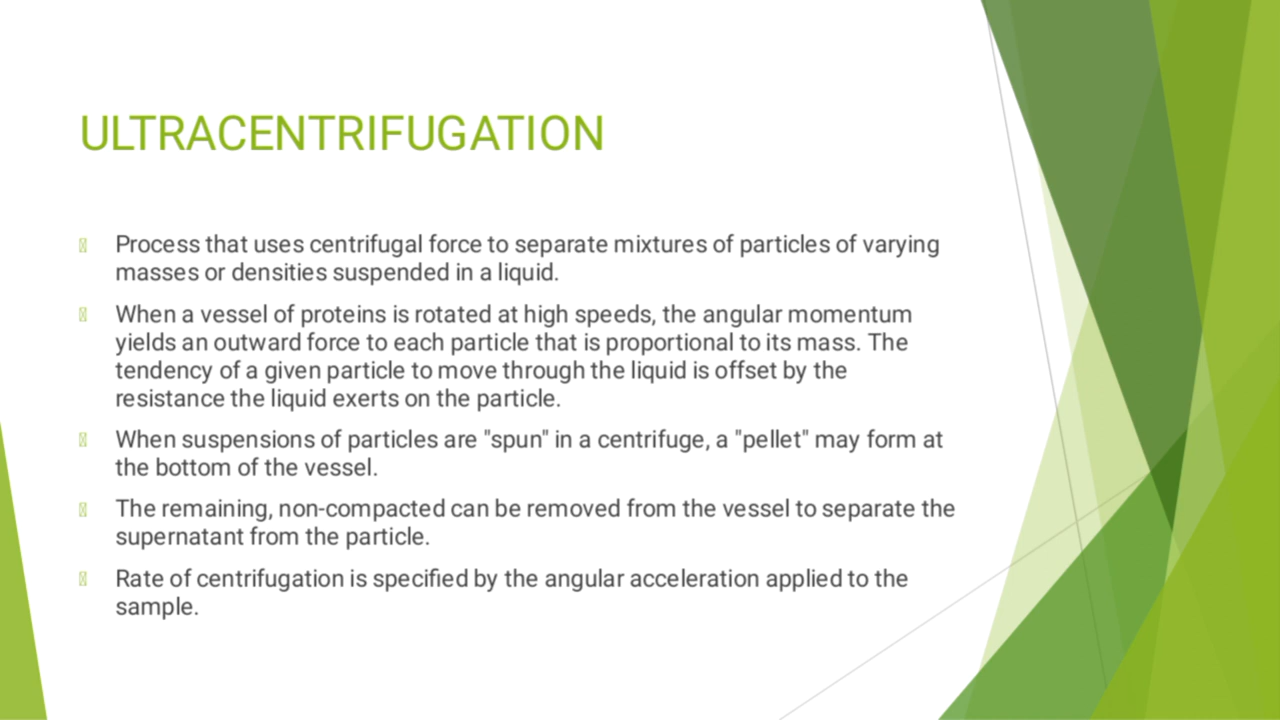 ULTRACENTRIFUGATION
Process that uses centrifugal force to separate mixtures of particles of varying
masses or densities suspended in a liquid.
When a vessel of proteins is rotated at high speeds, the angular momentum
yields an outward force to each particle that is proportional to its mass. The
tendency of a given particle to move through the liquid is offset by the
resistance the liquid exerts on the particle.
When suspensions of particles are "spun" in a centrifuge, a "pellet" may form at
the bottom of the vessel.
The remaining, non-compacted can be removed from the vessel to separate the
supernatant from the particle.
Rate of centrifugation is specified by the angular acceleration applied to the
sample.